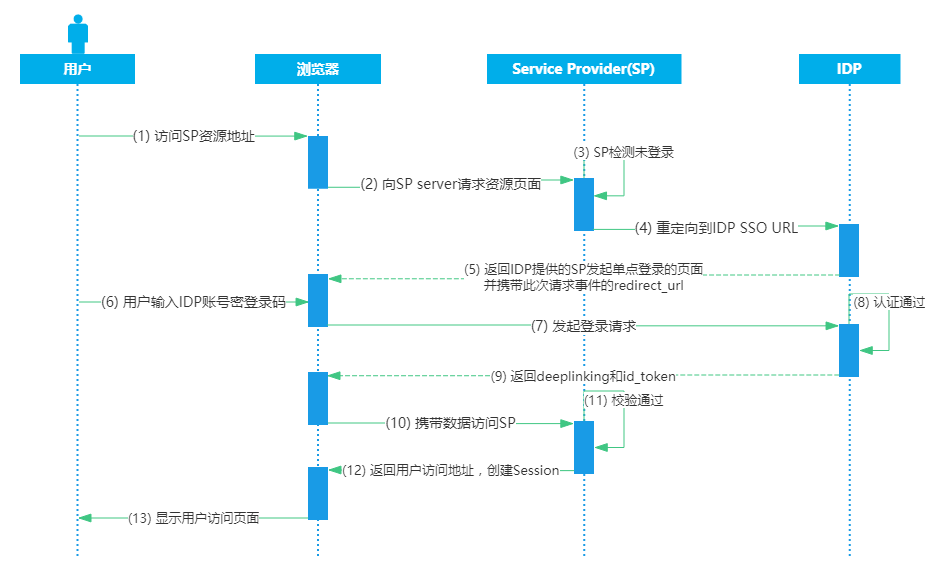 用户
浏览器
Service Provider(SP)
IDP
(1) 访问SP资源地址
(3) SP检测未登录
(2) 向SP server请求资源页面
(4) 重定向到IDP SSO URL
(5) 返回IDP提供的SP发起单点登录的页面
并携带此次请求事件的redirect_url
(6) 用户输入IDP账号密登录码
(8) 认证通过
(7) 发起登录请求
(9) 返回deeplinking和id_token
(11) 校验通过
(10) 携带数据访问SP
(12) 返回用户访问地址，创建Session
(13) 显示用户访问页面